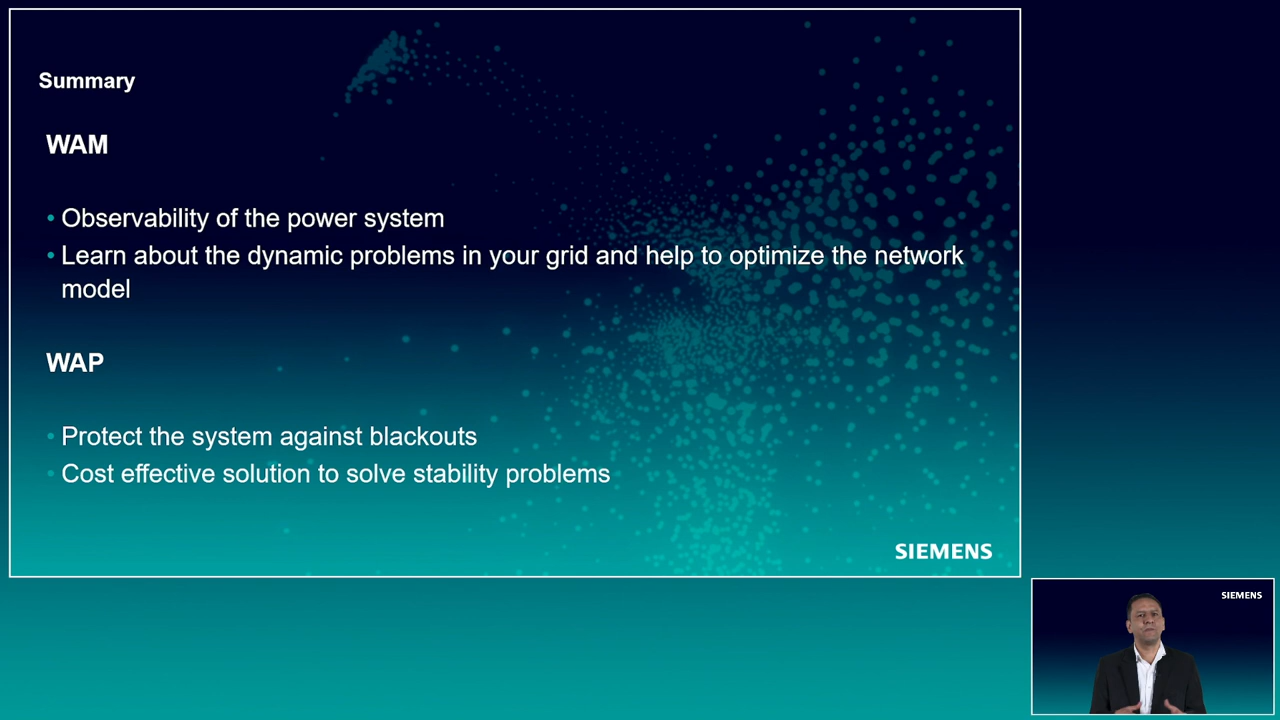 Summary
WAM
• Observability of the power system
• Learn about the dynamic problems in your grid and help to optimize the network
model
WAP
• Protect the system against blackouts
• Cost effective solution to solve stability problems
SIEMENS
SIEMENS